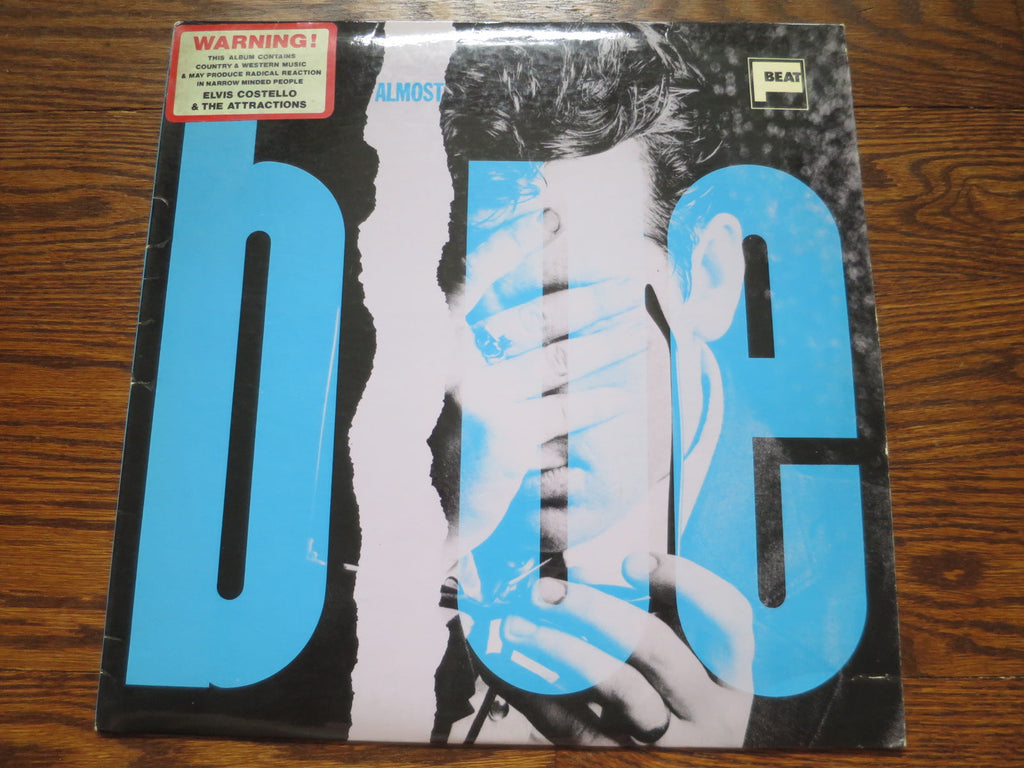 WARNING!
THIS ALBUM CONTAINS
COUNTRY & WESTERN MUSIC
& MAY PRODUCE RADICAL REACTION
IN NARROW MINDED PEOPLE
ELVIS COSTELLO
& THE ATTRACTIONS
ALMOST
F BEAT
blue